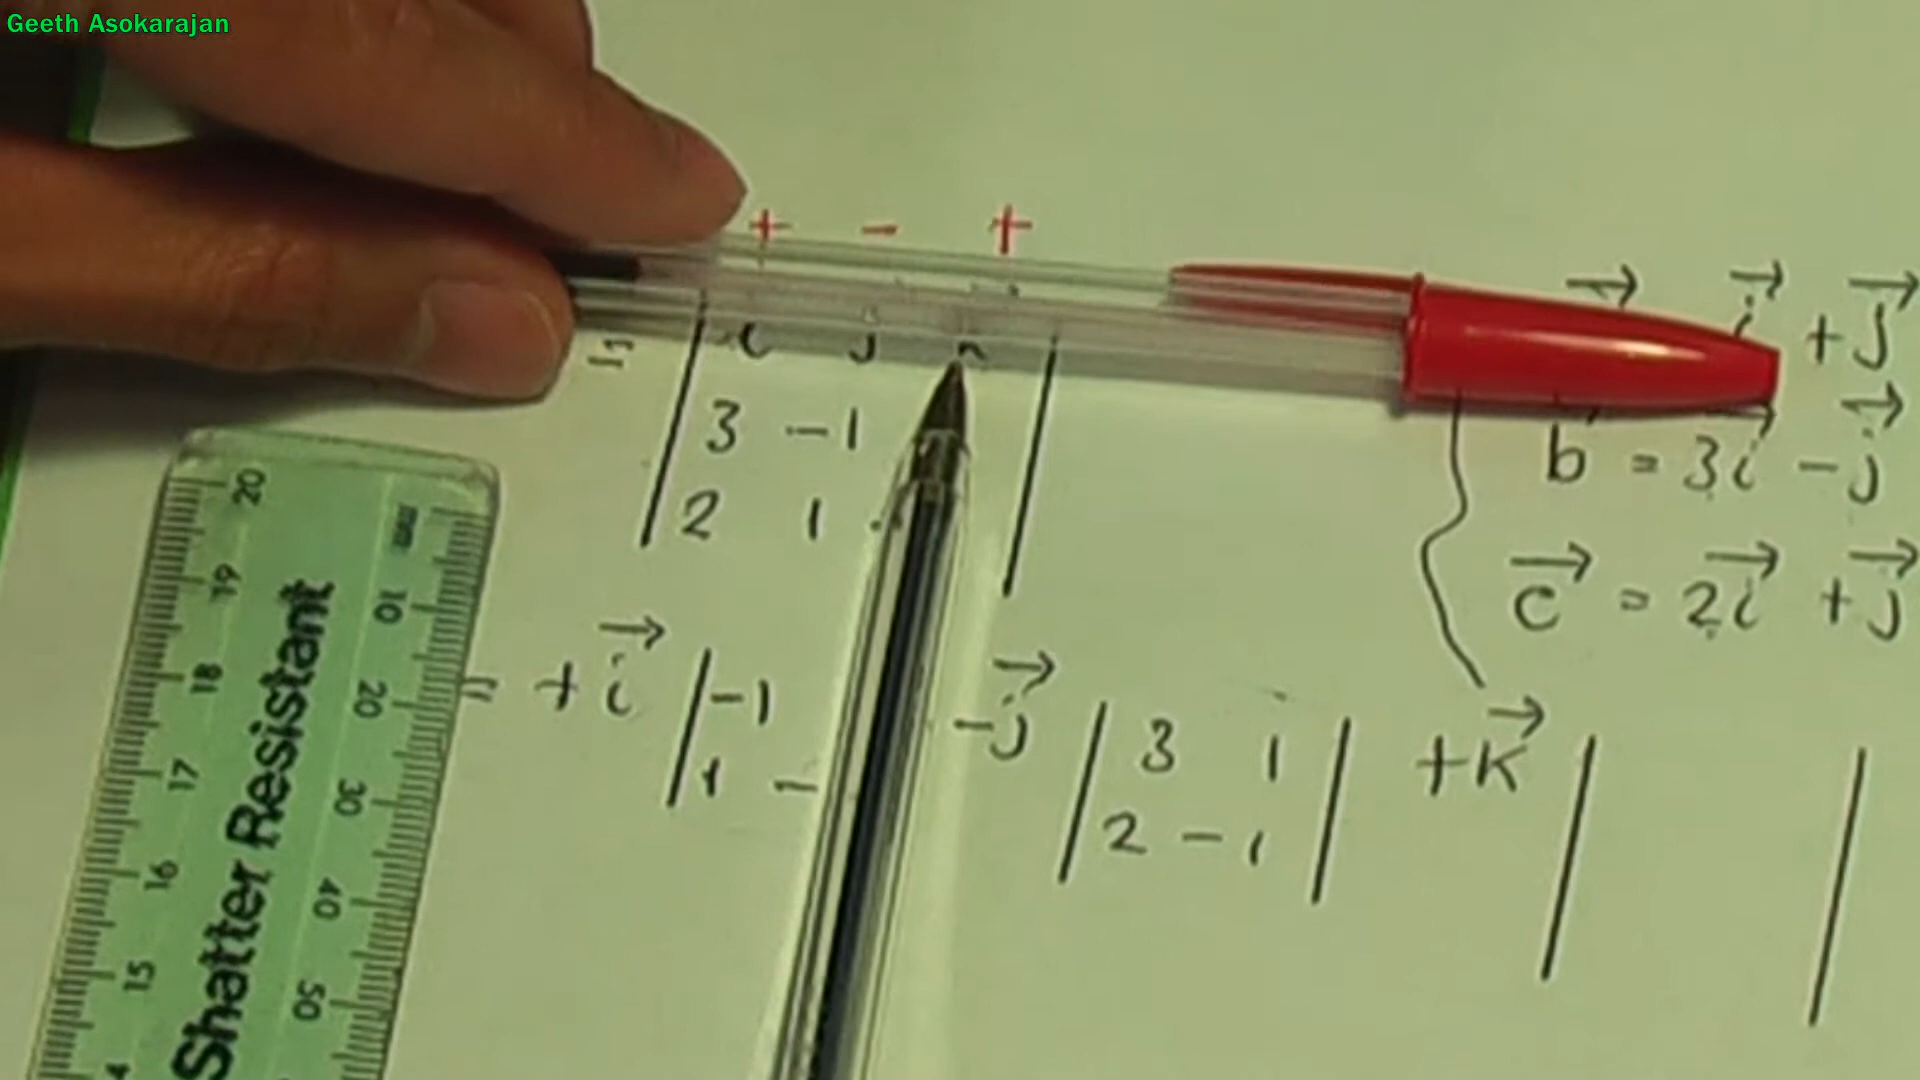 Geeth Asokarajan
+ - +
= i j
i + j
3 -1
b = 3i - j
2 1
c = 2i + j
= + i | -1 - j | 3 1 | + k | |
1 - 2 -1
20 19 18 17 16 15
Shatter Resistant
mm 10 20 30 40 50